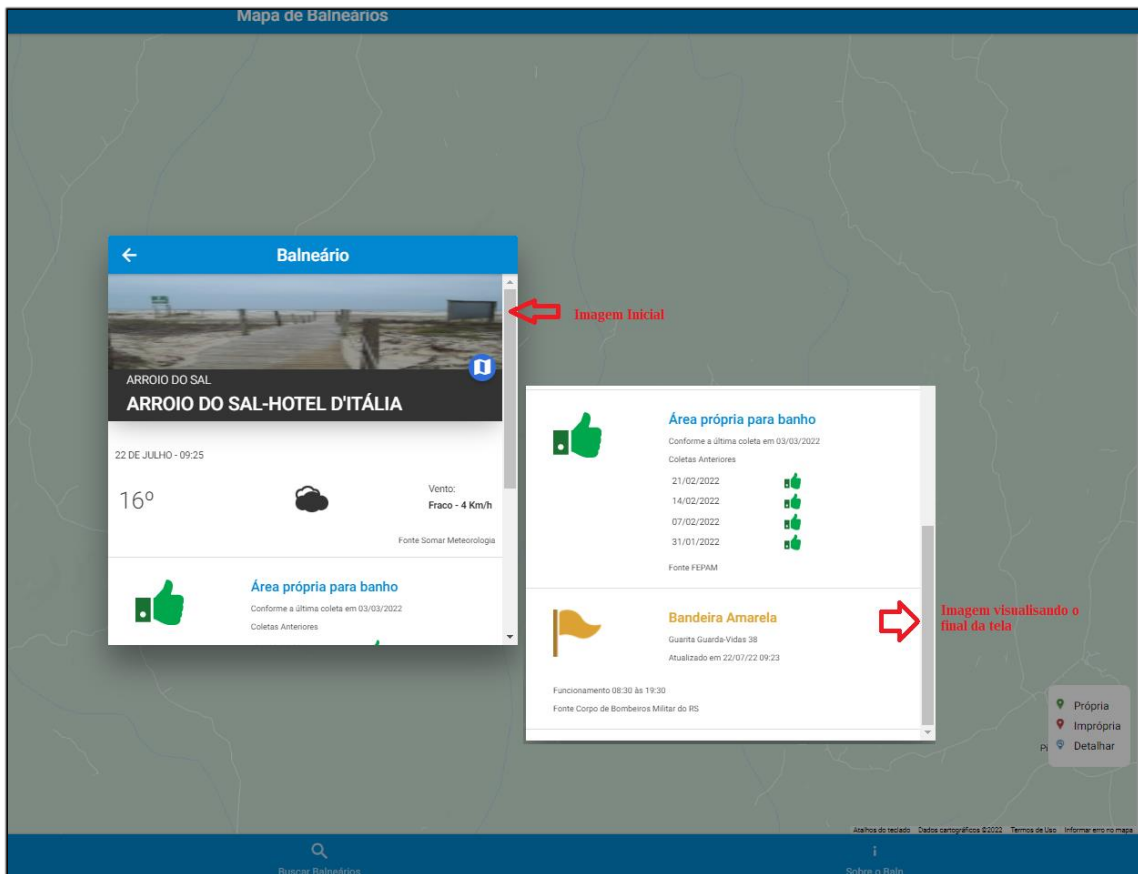 Mapa de Balneários
Balneário
ARROIO DO SAL
ARROIO DO SAL-HOTEL D'ITÁLIA
22 DE JULHO - 09:25
16º
Vento:
Fraco - 4 Km/h
Fonte Somar Meteorologia
Área própria para banho
Conforme a última coleta em 03/03/2022
Coletas Anteriores
Imagem Inicial
Área própria para banho
Conforme a última coleta em 03/03/2022
Coletas Anteriores
21/02/2022
14/02/2022
07/02/2022
31/01/2022
Fonte FEPAM
Bandeira Amarela
Guarita Guarda-Vidas 38
Atualizado em 22/07/22 09:23
Funcionamento 08:30 às 19:30
Fonte Corpo de Bombeiros Militar do RS
Imagem visualisando o
final da tela
Própria
Imprópria
Detalhar
Atalhos do teclado Dados cartográficos ©2022 Termos de Uso Informar erro no mapa
Buscar Balneários
Sobre o Baln...